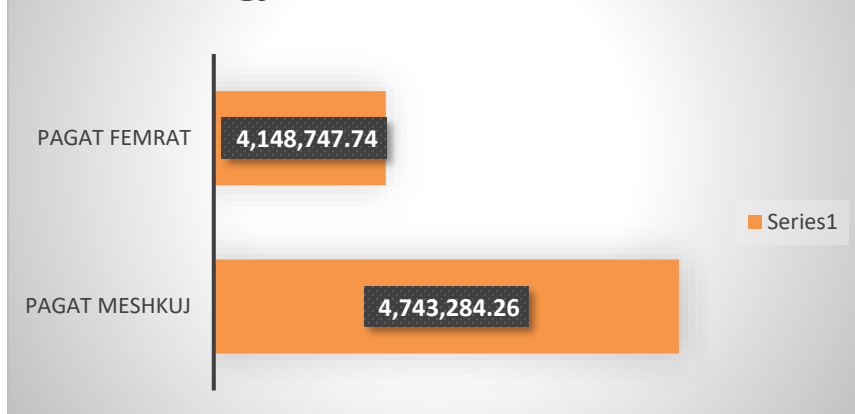 PAGAT FEMRAT
4,148,747.74
Series1
PAGAT MESHKUJ
4,743,284.26